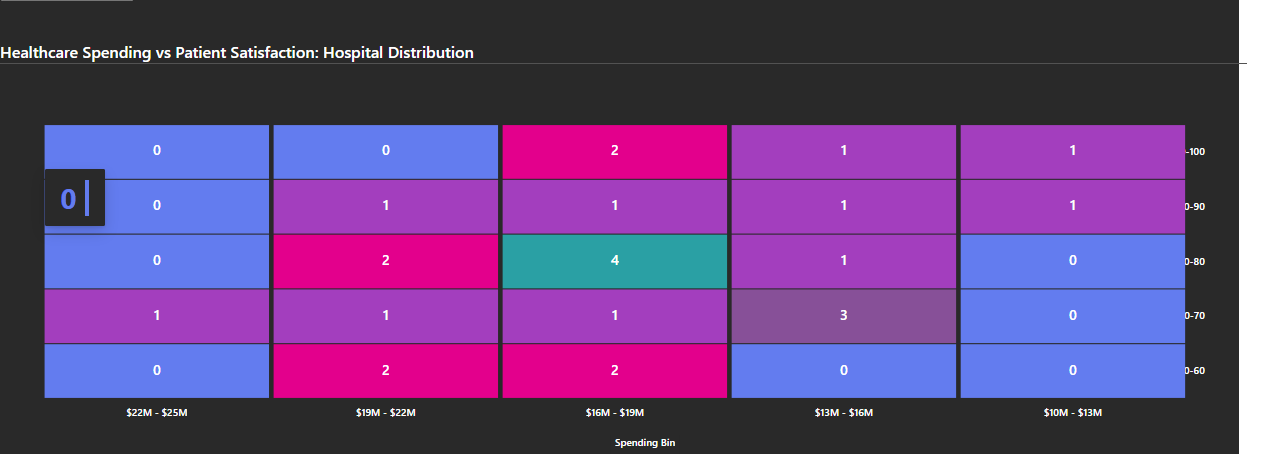 Healthcare Spending vs Patient Satisfaction: Hospital Distribution
0 0 2 1 1 -100
0
0 1 1 1 1 0-90
0 2 4 1 0 0-80
1 1 1 3 0 0-70
0 2 2 0 0 0-60
$22M - $25M $19M - $22M $16M - $19M $13M - $16M $10M - $13M
Spending Bin